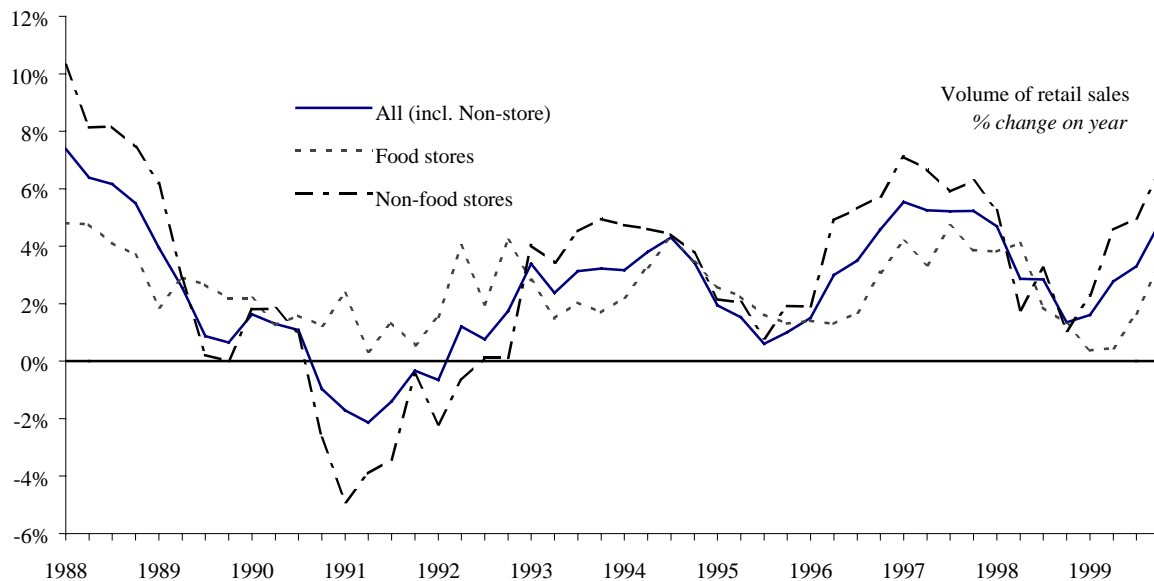 12%
10%
8%
6%
4%
2%
0%
-2%
-4%
-6%
All (incl. Non-store)
Food stores
Non-food stores
Volume of retail sales
% change on year
1988 1989 1990 1991 1992 1993 1994 1995 1996 1997 1998 1999